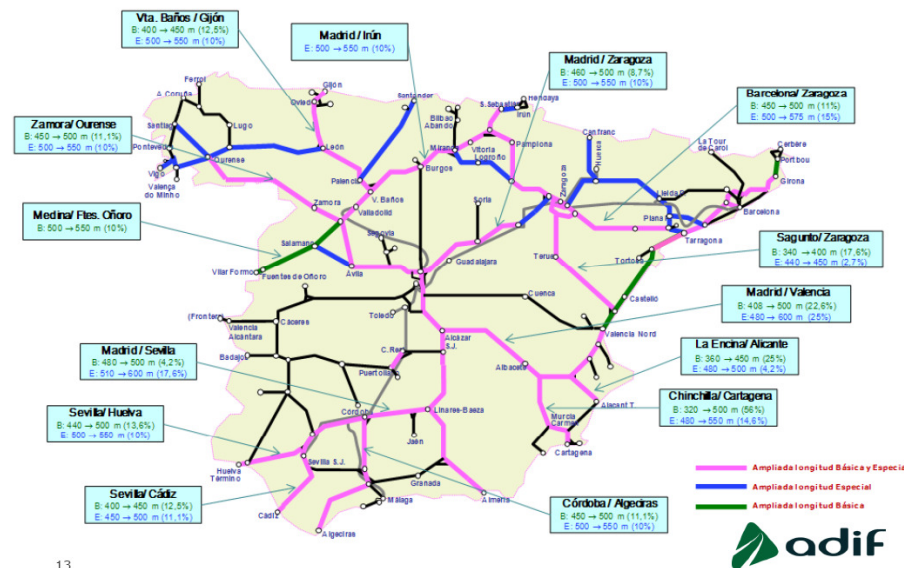 Vta. Baños / Gijón
B: 400 → 450 m (12,5%)
E: 500 → 550 m (10%)
Madrid / Irún
E: 500 → 550 m (10%)
Madrid / Zaragoza
B: 460 → 500 m (8,7%)
E: 500 → 550 m (10%)
Barcelona/ Zaragoza
B: 450 → 500 m (11%)
E: 500 → 575 m (15%)
Zamora/ Ourense
B: 450 → 500 m (11,1%)
E: 500 → 550 m (10%)
Medina/ Ftes. Oñoro
B: 500 → 550 m (10%)
Sagunto/ Zaragoza
B: 340 → 400 m (17,6%)
E: 440 → 450 m (2,7%)
Madrid / Valencia
B: 408 → 500 m (22,6%)
E: 480 → 600 m (25%)
La Encina/ Alicante
B: 360 → 450 m (25%)
E: 480 → 500 m (4,2%)
Madrid / Sevilla
B: 480 → 500 m (4,2%)
E: 510 → 600 m (17,6%)
Chinchilla/ Cartagena
B: 320 → 500 m (56%)
E: 480 → 550 m (14,6%)
Sevilla/ Huelva
B: 440 → 500 m (13,6%)
E: 500 → 550 m (10%)
Sevilla/ Cádiz
B: 400 → 450 m (12,5%)
E: 450 → 500 m (11,1%)
Córdoba / Algeciras
B: 450 → 500 m (11,1%)
E: 500 → 550 m (10%)
Ferrol
A. Coruña
Santiag
Lugo
Ponteved
Ourense
Vigo
Valença
do Minho
Gijón
Oviedo
León
Santander
Palencia
V. Baños
Burgos
Bilbao
Abando
Miranda
Vitoria
Logroño
S. Sebastián
Hendaya
Irún
Pamplona
Canfranc
Huesca
Zaragoza
La Tour
de Carol
Cerbere
Portbou
Girona
Lleida
Barcelona
Plana
Tarragona
Tortosa
Zamora
Valladolid
Soria
Segovia
Salamanc
Vilar Formoso
Fuentes de Oñoro
Ávila
Guadalajara
Teruel
Castelló
Cuenca
Toledo
Valencia Nord
(Frontera)
Valencia
Alcántara
Cáceres
Badajoz
C. Real
Puertollano
Alcázar
S.J.
Albacete
Alacant T.
Murcia
Carmen
Cartagena
Córdoba
Linares-Baeza
Jaén
Huelva
Término
Sevilla S.J.
Granada
Málaga
Almería
Cádiz
Algeciras
Ampliada longitud Básica y Especial
Ampliada longitud Especial
Ampliada longitud Básica
adif
13